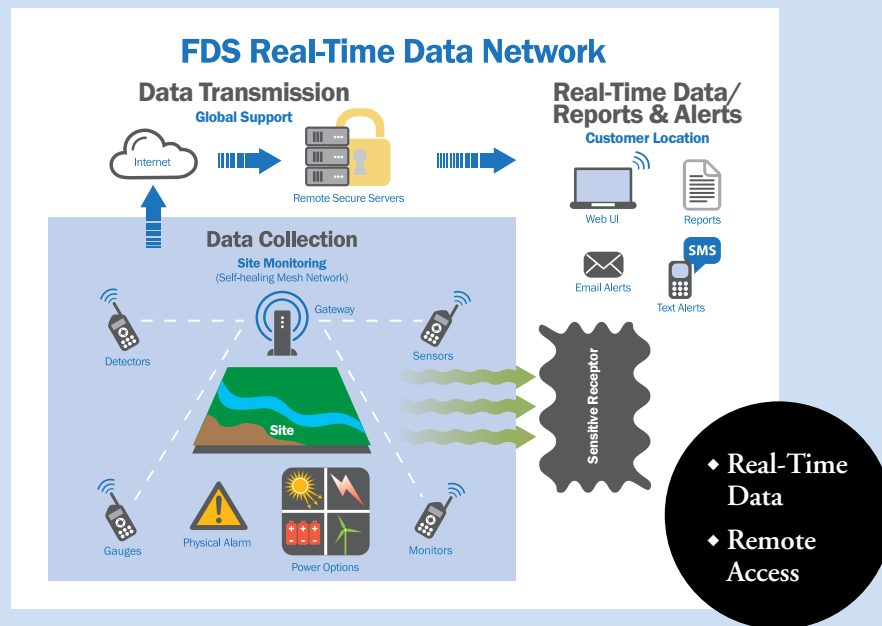 FDS Real-Time Data Network
Data Transmission
Global Support
Internet
Remote Secure Servers
Real-Time Data/
Reports & Alerts
Customer Location
Web UI
Reports
SMS
Email Alerts
Text Alerts
Data Collection
Site Monitoring
(Self-healing Mesh Network)
Gateway
Detectors
Sensors
Site
Gauges
Physical Alarm
Power Options
Monitors
Sensitive Receptor
◆ Real-Time
Data
◆ Remote
Access